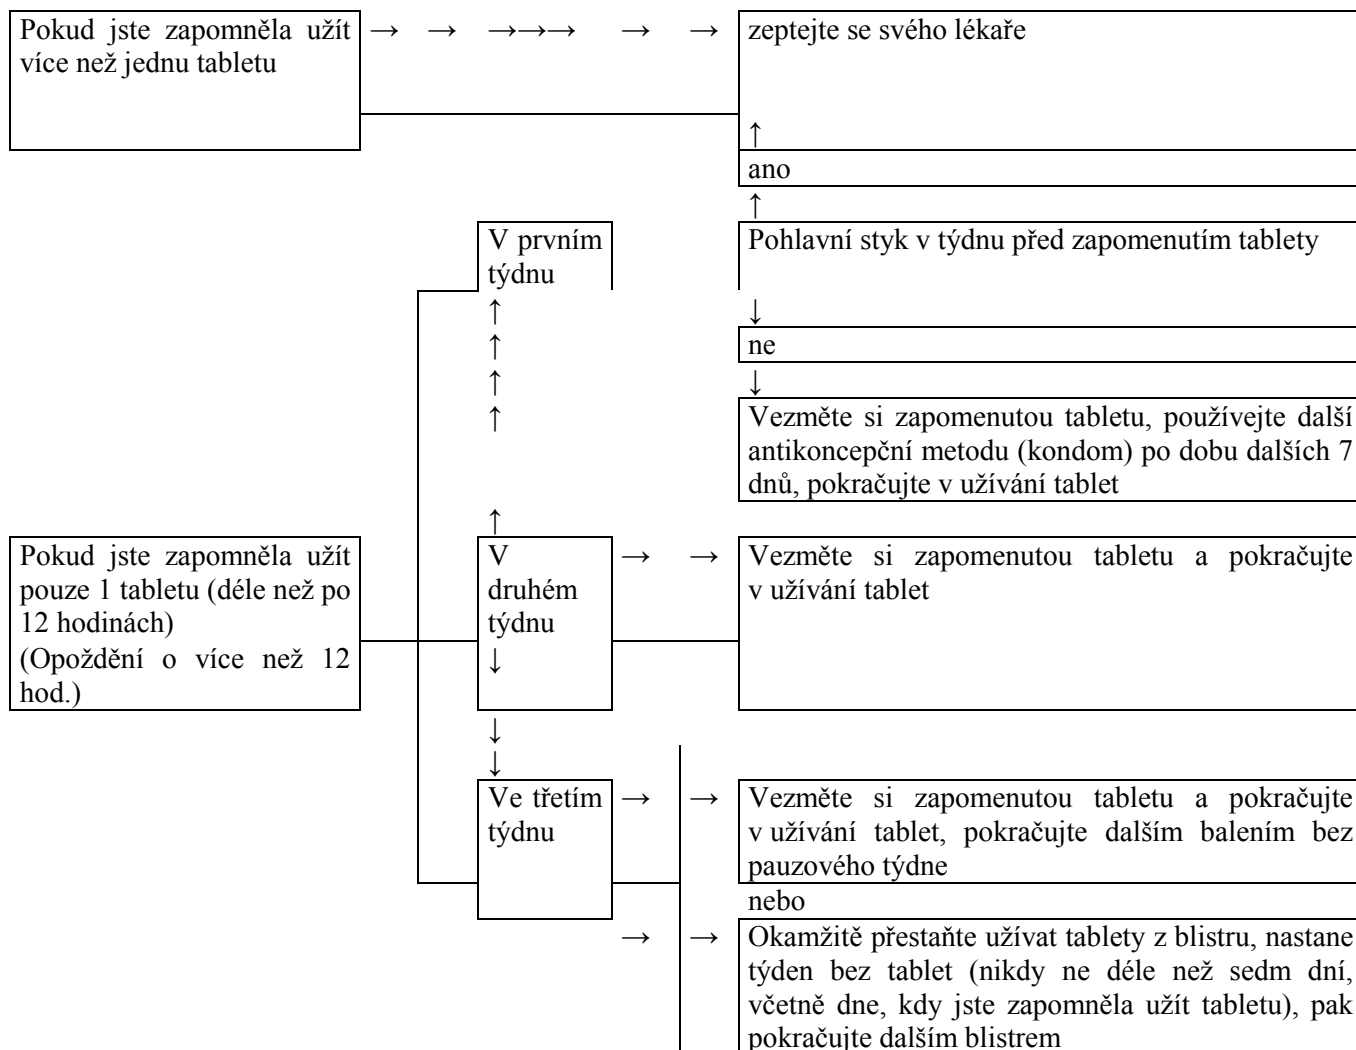 Pokud jste zapomněla užít
více než jednu tabletu
→ → →→→ → →
zeptejte se svého lékaře
↑
ano
↑
V prvním
týdnu
Pohlavní styk v týdnu před zapomenutím tablety
↑
↑
↑
↑
↓
ne
↓
Vezměte si zapomenutou tabletu, používejte další
antikoncepční metodu (kondom) po dobu dalších 7
dnů, pokračujte v užívání tablet
↑
Pokud jste zapomněla užít
pouze 1 tabletu (déle než po
12 hodinách)
(Opoždění o více než 12
hod.)
V
druhém
týdnu
↓
→ →
Vezměte si zapomenutou tabletu a pokračujte
v užívání tablet
↓
↓
Ve třetím
týdnu
→ →
Vezměte si zapomenutou tabletu a pokračujte
v užívání tablet, pokračujte dalším balením bez
pauzového týdne
nebo
→ →
Okamžitě přestaňte užívat tablety z blistru, nastane
týden bez tablet (nikdy ne déle než sedm dní,
včetně dne, kdy jste zapomněla užít tabletu), pak
pokračujte dalším blistrem